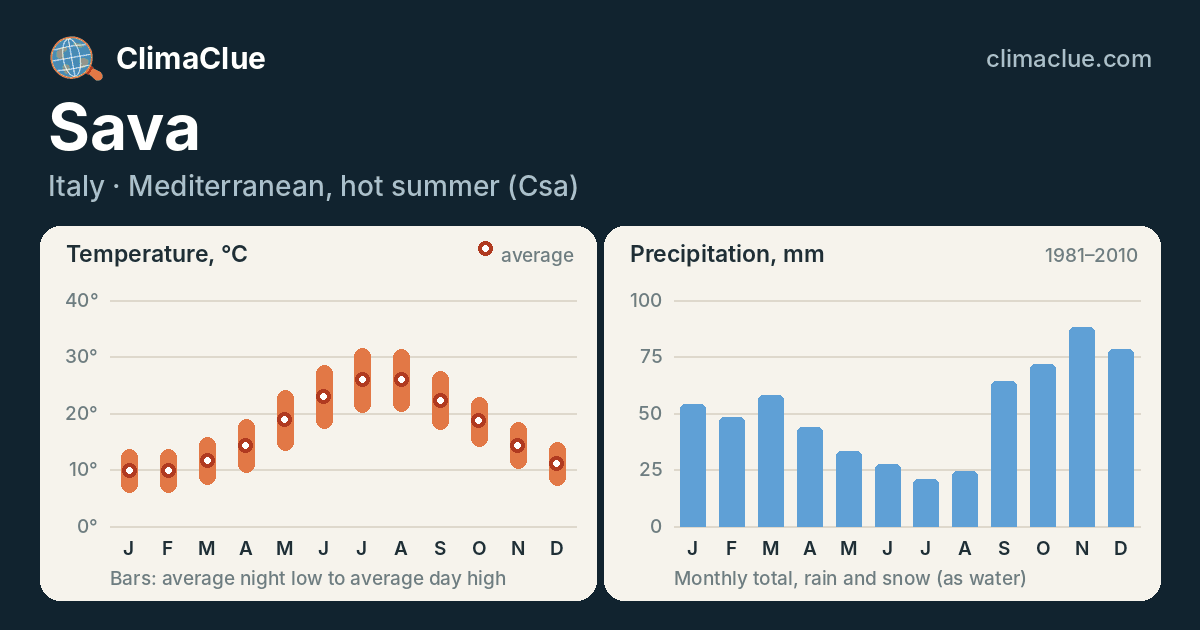 ClimaClue
climaclue.com
Sava
Italy · Mediterranean, hot summer (Csa)
Temperature, °C
average
40°
30°
20°
10°
0°
J F M A M J J A S O N D
Bars: average night low to average day high
Precipitation, mm
1981–2010
100
75
50
25
0
J F M A M J J A S O N D
Monthly total, rain and snow (as water)